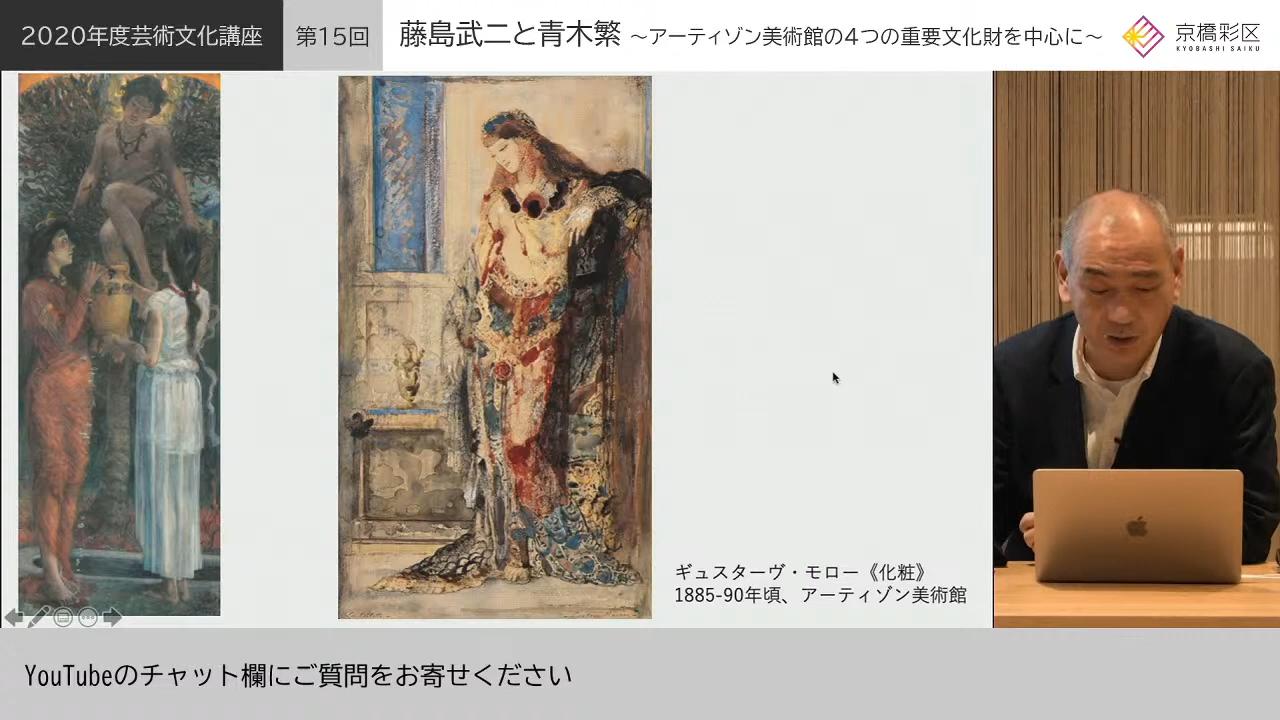 2020年度芸術文化講座
第15回
藤島武二と青木繁 ~アーティゾン美術館の4つの重要文化財を中心に~
京橋彩区
KYOBASHI SAIKU
ギュスターヴ・モロー《化粧》
1885-90年頃、アーティゾン美術館
YouTubeのチャット欄にご質問をお寄せください